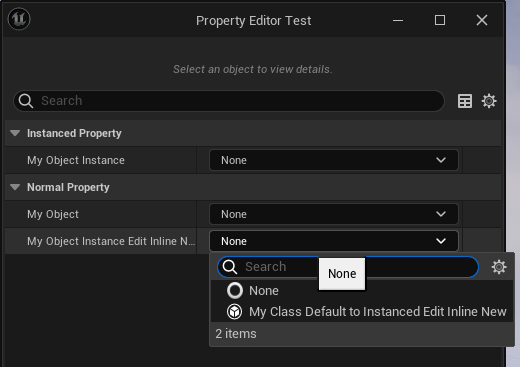 Property Editor Test
Select an object to view details.
Search
Instanced Property
My Object Instance
None
Normal Property
My Object
None
My Object Instance Edit Inline N...
None
Search
None
None
My Class Default to Instanced Edit Inline New
2 items